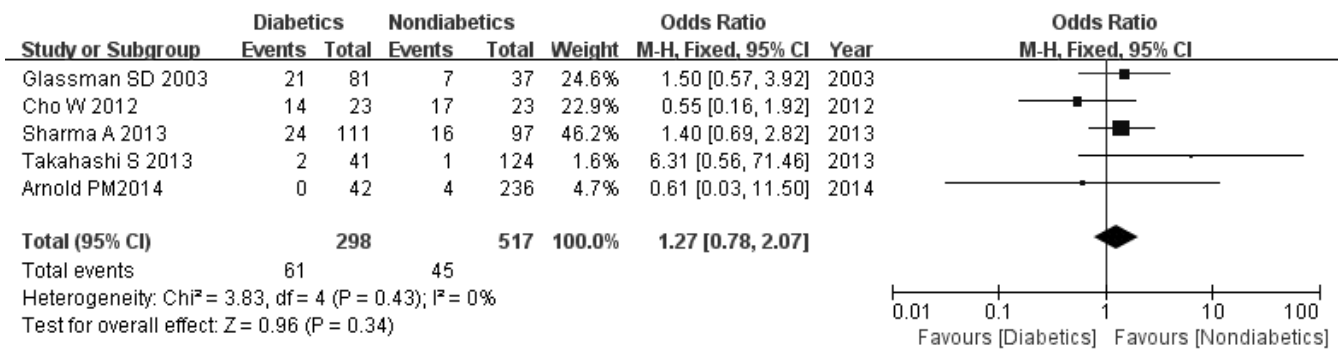 Diabetics Nondiabetics Odds Ratio Odds Ratio
Study or Subgroup Events Total Events Total Weight M-H, Fixed, 95% CI Year M-H, Fixed, 95% CI
Glassman SD 2003 21 81 7 37 24.6% 1.50 [0.57, 3.92] 2003
Cho W 2012 14 23 17 23 22.9% 0.55 [0.16, 1.92] 2012
Sharma A 2013 24 111 16 97 46.2% 1.40 [0.69, 2.82] 2013
Takahashi S 2013 2 41 1 124 1.6% 6.31 [0.56, 71.46] 2013
Arnold PM2014 0 42 4 236 4.7% 0.61 [0.03, 11.50] 2014
Total (95% CI) 298 517 100.0% 1.27 [0.78, 2.07]
Total events 61 45
Heterogeneity: Chi² = 3.83, df = 4 (P = 0.43); I² = 0%
Test for overall effect: Z = 0.96 (P = 0.34)
0.01 0.1 1 10 100
Favours [Diabetics] Favours [Nondiabetics]